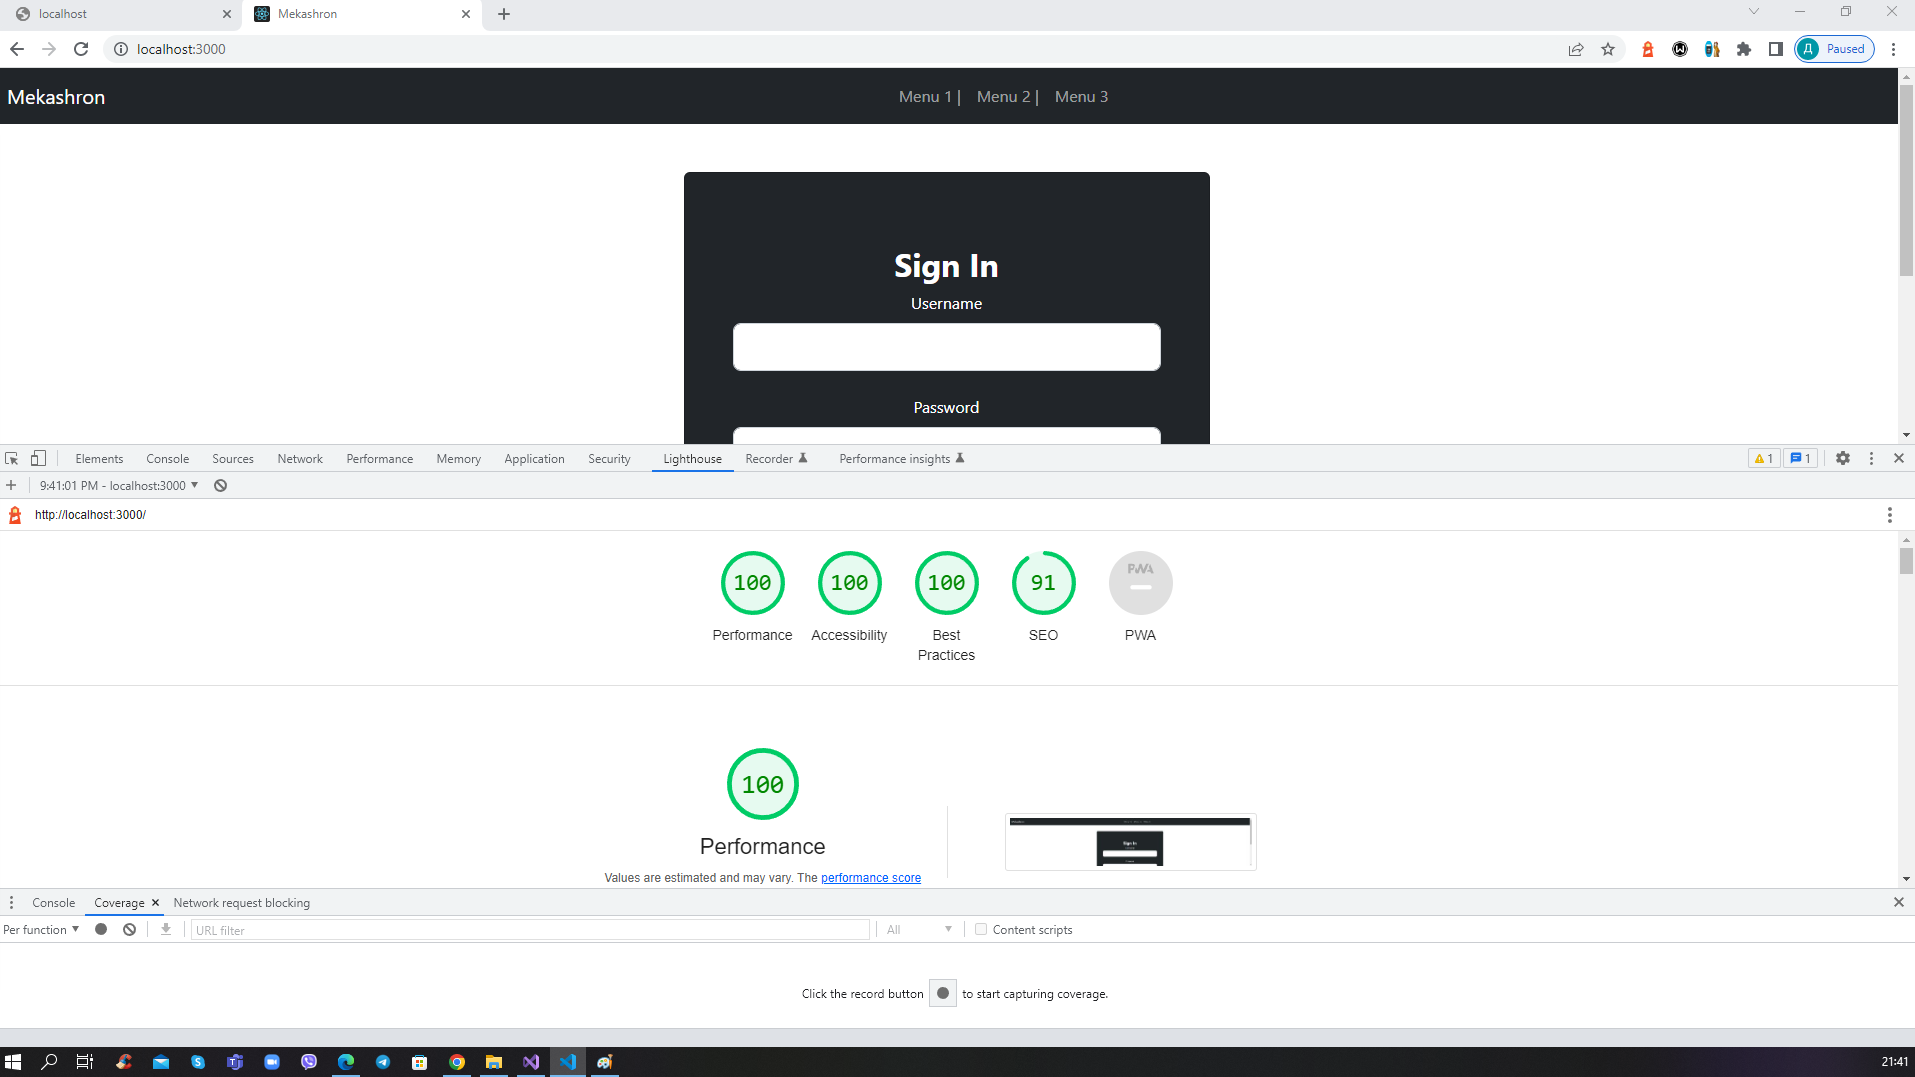 localhost
Mekashron
localhost:3000
Д Paused
Mekashron
Menu 1 | Menu 2 | Menu 3
Sign In
Username
Password
Elements Console Sources Network Performance Memory Application Security Lighthouse Recorder Performance insights 1 1
9:41:01 PM - localhost:3000
http://localhost:3000/
100 100 100 91 PWA
Performance Accessibility Best Practices SEO PWA
100
Performance
Values are estimated and may vary. The performance score
Sign In
Console Coverage Network request blocking
Per function URL filter All Content scripts
Click the record button to start capturing coverage.
21:41